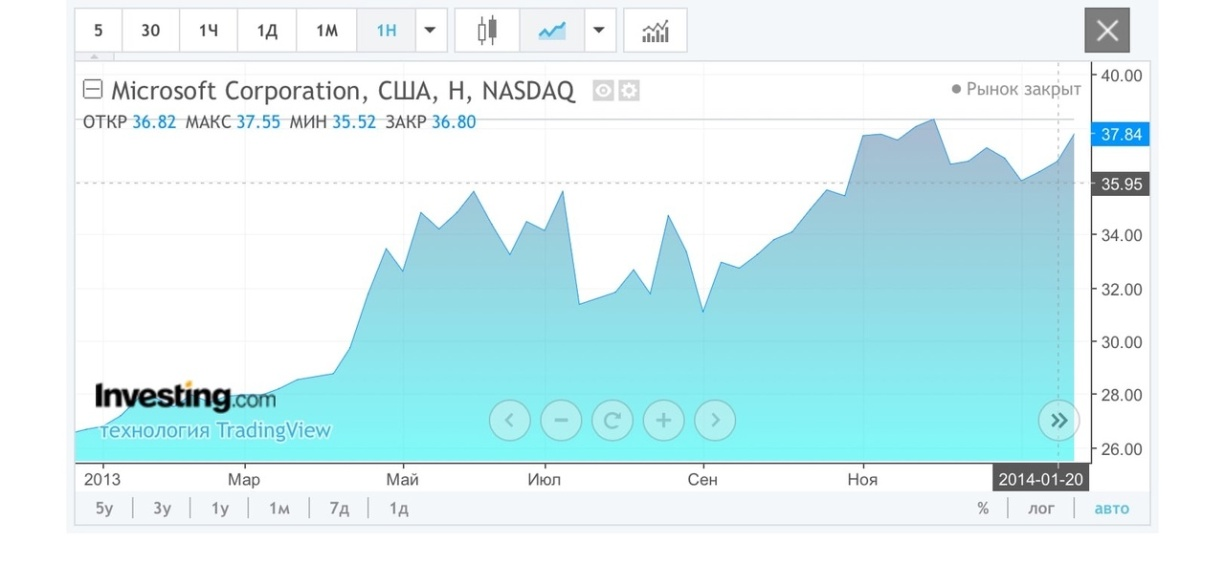 5 30 1Ч 1Д 1М 1Н
Microsoft Corporation, США, Н, NASDAQ
Рынок закрыт
ОТКР 36.82 МАКС 37.55 МИН 35.52 ЗАКР 36.80
40.00
37.84
35.95
34.00
32.00
30.00
28.00
26.00
Investing.com
технология TradingView
2013 Мар Май Июл Сен Ноя 2014-01-20
5у 3у 1у 1м 7д 1д % лог авто